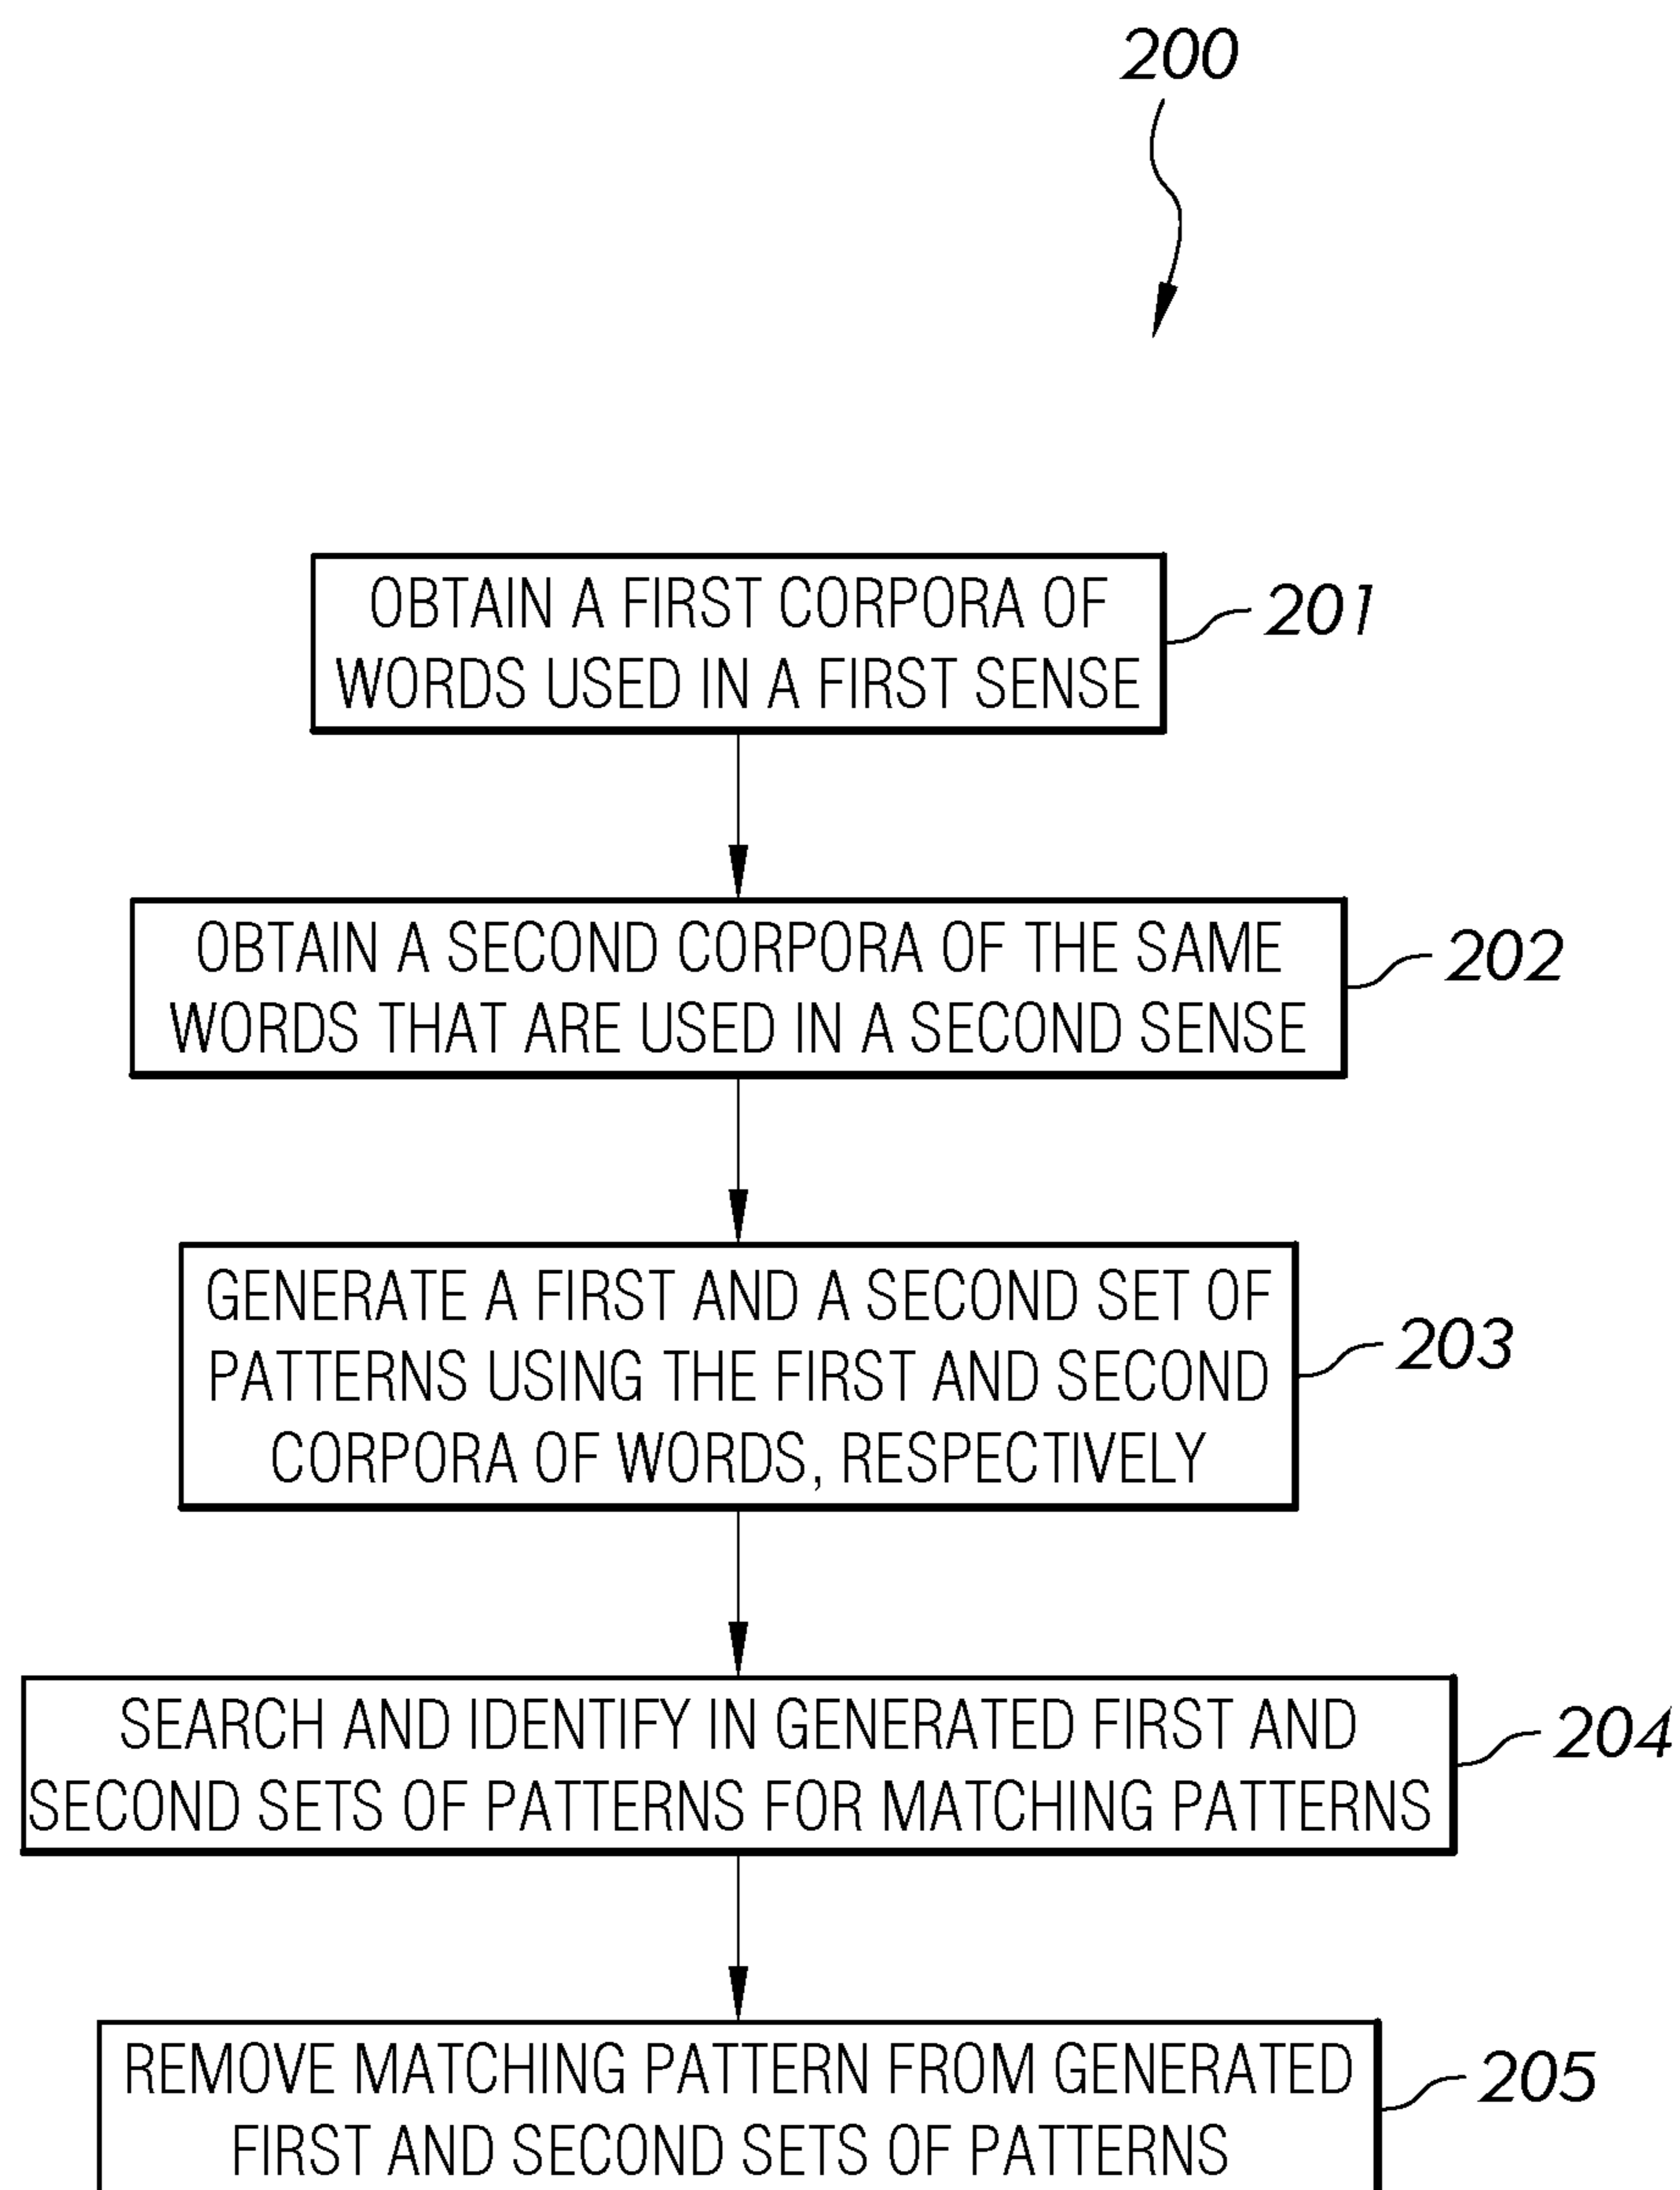 200
OBTAIN A FIRST CORPORA OF
WORDS USED IN A FIRST SENSE
201
OBTAIN A SECOND CORPORA OF THE SAME
WORDS THAT ARE USED IN A SECOND SENSE
202
GENERATE A FIRST AND A SECOND SET OF
PATTERNS USING THE FIRST AND SECOND
CORPORA OF WORDS, RESPECTIVELY
203
SEARCH AND IDENTIFY IN GENERATED FIRST AND
SECOND SETS OF PATTERNS FOR MATCHING PATTERNS
204
REMOVE MATCHING PATTERN FROM GENERATED
FIRST AND SECOND SETS OF PATTERNS
205